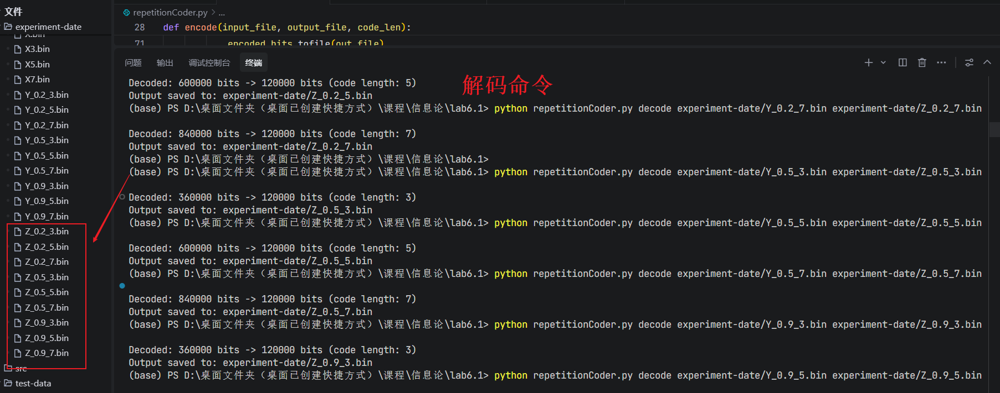 文件
experiment-date
X.bin
X3.bin
X5.bin
X7.bin
Y_0.2_3.bin
Y_0.2_5.bin
Y_0.2_7.bin
Y_0.5_3.bin
Y_0.5_5.bin
Y_0.5_7.bin
Y_0.9_3.bin
Y_0.9_5.bin
Y_0.9_7.bin
Z_0.2_3.bin
Z_0.2_5.bin
Z_0.2_7.bin
Z_0.5_3.bin
Z_0.5_5.bin
Z_0.5_7.bin
Z_0.9_3.bin
Z_0.9_5.bin
Z_0.9_7.bin
src
test-data
repetitionCoder.py > ...
28 def encode(input_file, output_file, code_len):
71 encoded_bits.tofile(out_file)
问题 输出 调试控制台 终端
解码命令
Decoded: 600000 bits -> 120000 bits (code length: 5)
Output saved to: experiment-date/Z_0.2_5.bin
(base) PS D:\桌面文件夹（桌面已创建快捷方式）\课程\信息论\lab6.1> python repetitionCoder.py decode experiment-date/Y_0.2_7.bin experiment-date/Z_0.2_7.bin
Decoded: 840000 bits -> 120000 bits (code length: 7)
Output saved to: experiment-date/Z_0.2_7.bin
(base) PS D:\桌面文件夹（桌面已创建快捷方式）\课程\信息论\lab6.1>
(base) PS D:\桌面文件夹（桌面已创建快捷方式）\课程\信息论\lab6.1> python repetitionCoder.py decode experiment-date/Y_0.5_3.bin experiment-date/Z_0.5_3.bin
Decoded: 360000 bits -> 120000 bits (code length: 3)
Output saved to: experiment-date/Z_0.5_3.bin
(base) PS D:\桌面文件夹（桌面已创建快捷方式）\课程\信息论\lab6.1> python repetitionCoder.py decode experiment-date/Y_0.5_5.bin experiment-date/Z_0.5_5.bin
Decoded: 600000 bits -> 120000 bits (code length: 5)
Output saved to: experiment-date/Z_0.5_5.bin
(base) PS D:\桌面文件夹（桌面已创建快捷方式）\课程\信息论\lab6.1> python repetitionCoder.py decode experiment-date/Y_0.5_7.bin experiment-date/Z_0.5_7.bin
Decoded: 840000 bits -> 120000 bits (code length: 7)
Output saved to: experiment-date/Z_0.5_7.bin
(base) PS D:\桌面文件夹（桌面已创建快捷方式）\课程\信息论\lab6.1> python repetitionCoder.py decode experiment-date/Y_0.9_3.bin experiment-date/Z_0.9_3.bin
Decoded: 360000 bits -> 120000 bits (code length: 3)
Output saved to: experiment-date/Z_0.9_3.bin
(base) PS D:\桌面文件夹（桌面已创建快捷方式）\课程\信息论\lab6.1> python repetitionCoder.py decode experiment-date/Y_0.9_5.bin experiment-date/Z_0.9_5.bin